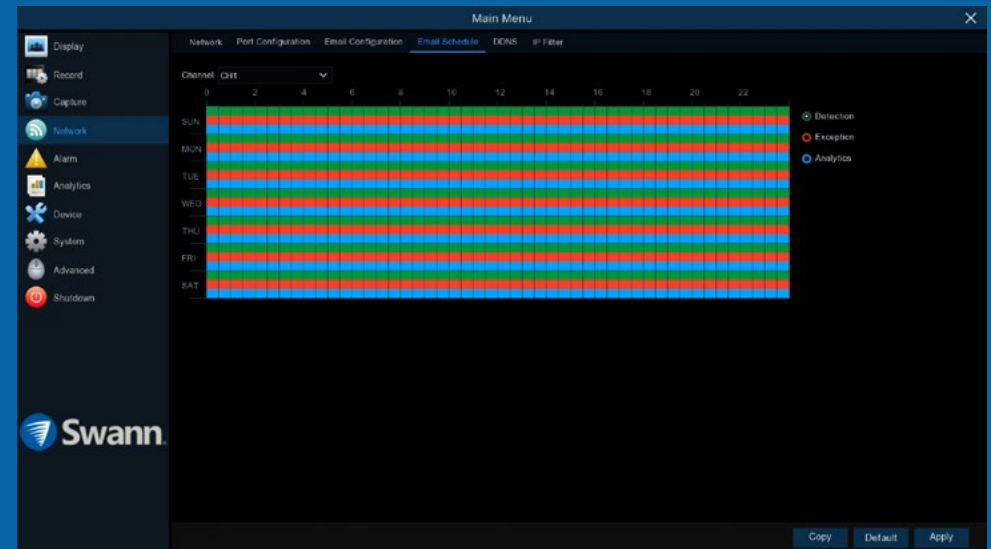 Main Menu
Display
Record
Capture
Network
Alarm
Analytics
Device
System
Advanced
Shutdown
Swann
Network Port Configuration Email Configuration Email Schedule DDNS IP Filter
Channel CH1
0 2 4 6 8 10 12 14 16 18 20 22
SUN
MON
TUE
WED
THU
FRI
SAT
Detection
Exception
Analytics
Copy Default Apply